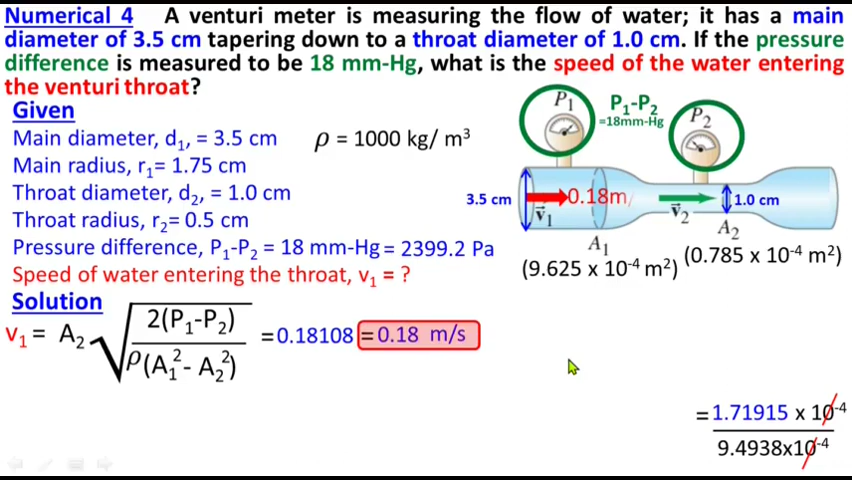 Numerical 4 A venturi meter is measuring the flow of water; it has a main
diameter of 3.5 cm tapering down to a throat diameter of 1.0 cm. If the pressure
difference is measured to be 18 mm-Hg, what is the speed of the water entering
the venturi throat?
Given
Main diameter, d₁, = 3.5 cm
ρ = 1000 kg/ m³
Main radius, r₁= 1.75 cm
Throat diameter, d₂, = 1.0 cm
Throat radius, r₂= 0.5 cm
Pressure difference, P₁-P₂ = 18 mm-Hg = 2399.2 Pa
Speed of water entering the throat, v₁ = ?
P₁
P₁-P₂
=18mm-Hg
P₂
3.5 cm
0.18m/
v⃗₁
v⃗₂
1.0 cm
A₁
A₂
(9.625 x 10⁻⁴ m²)
(0.785 x 10⁻⁴ m²)
Solution
v₁ = A₂ √ 2(P₁-P₂) / ρ(A₁²- A₂²) =0.18108 =0.18 m/s
=1.71915 x 10⁻⁴
9.4938x10⁻⁴